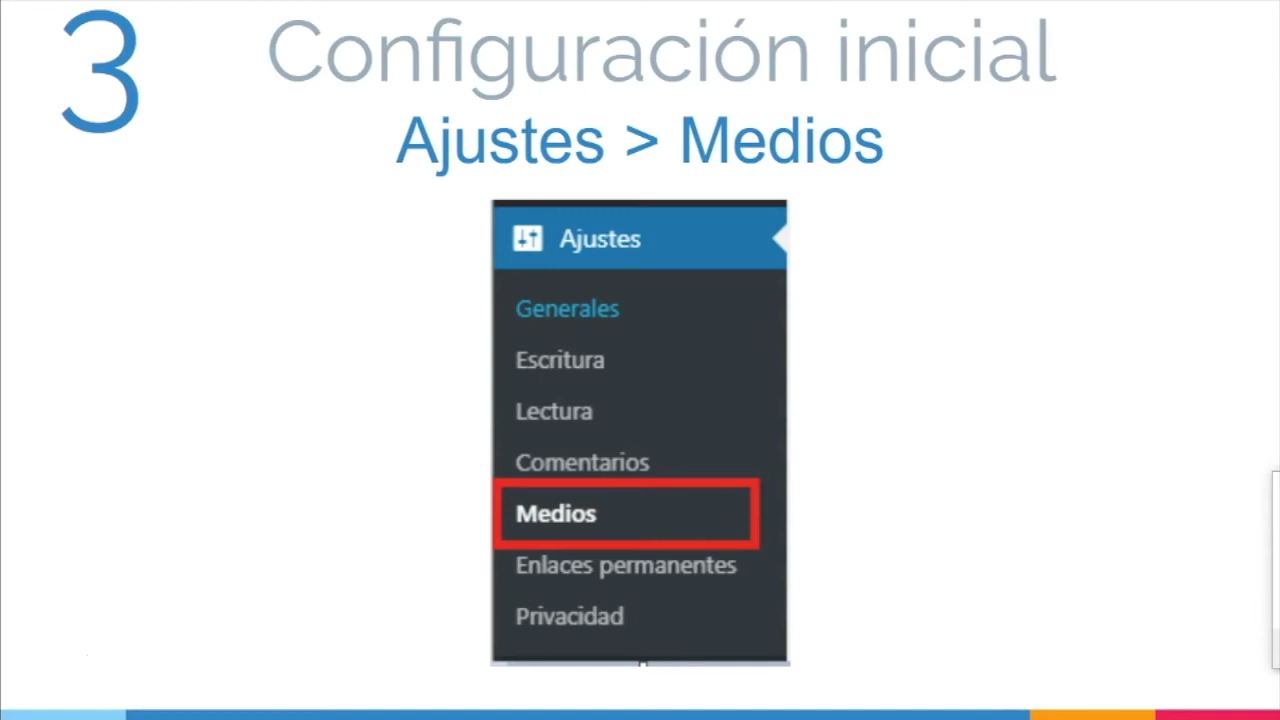 3
Configuración inicial
Ajustes > Medios
Ajustes
Generales
Escritura
Lectura
Comentarios
Medios
Enlaces permanentes
Privacidad